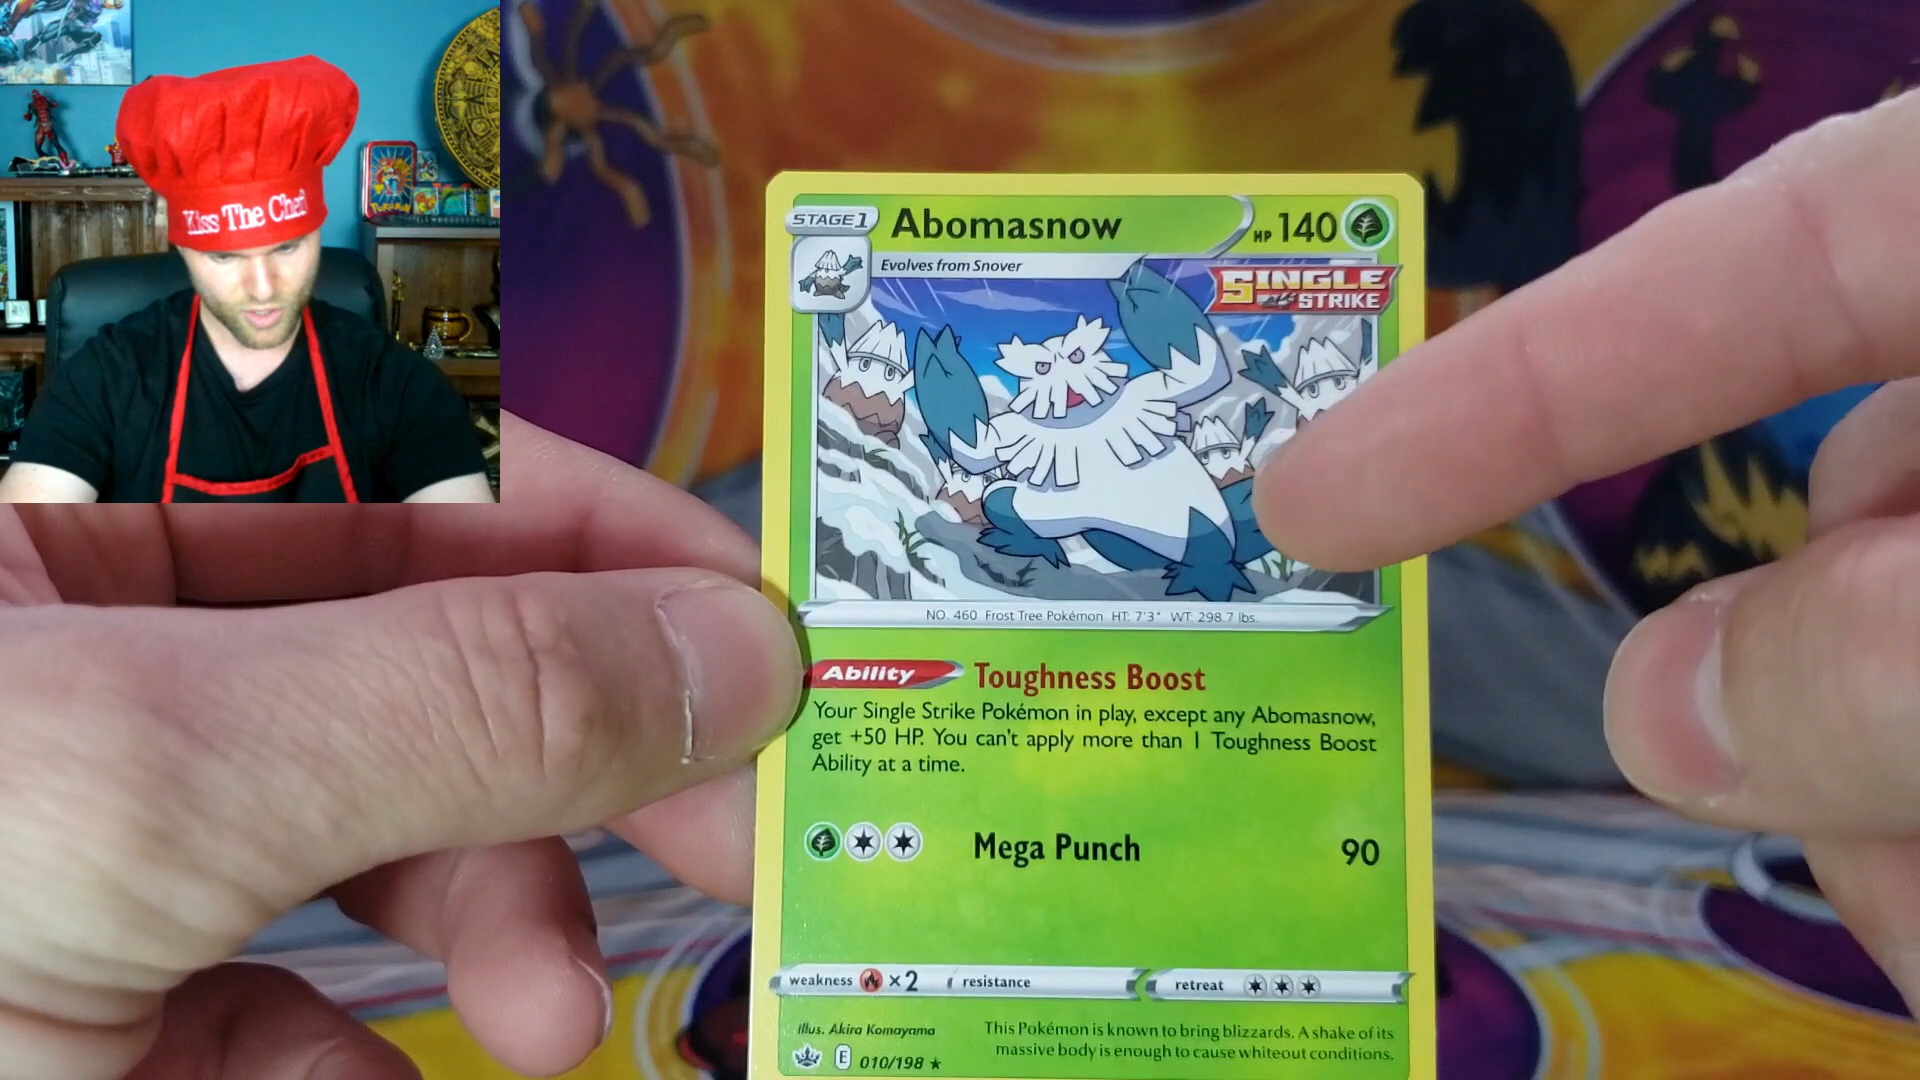 Kiss The Chef
POKéMON
STAGE 1 Abomasnow HP 140
Evolves from Snover
SINGLE
STRIKE
NO. 460 Frost Tree Pokémon HT: 7'3" WT: 298.7 lbs.
Ability Toughness Boost
Your Single Strike Pokémon in play, except any Abomasnow,
get +50 HP. You can't apply more than 1 Toughness Boost
Ability at a time.
Mega Punch 90
weakness ×2 resistance retreat
Illus. Akira Komayama
This Pokémon is known to bring blizzards. A shake of its
massive body is enough to cause whiteout conditions.
E 010/198 ★